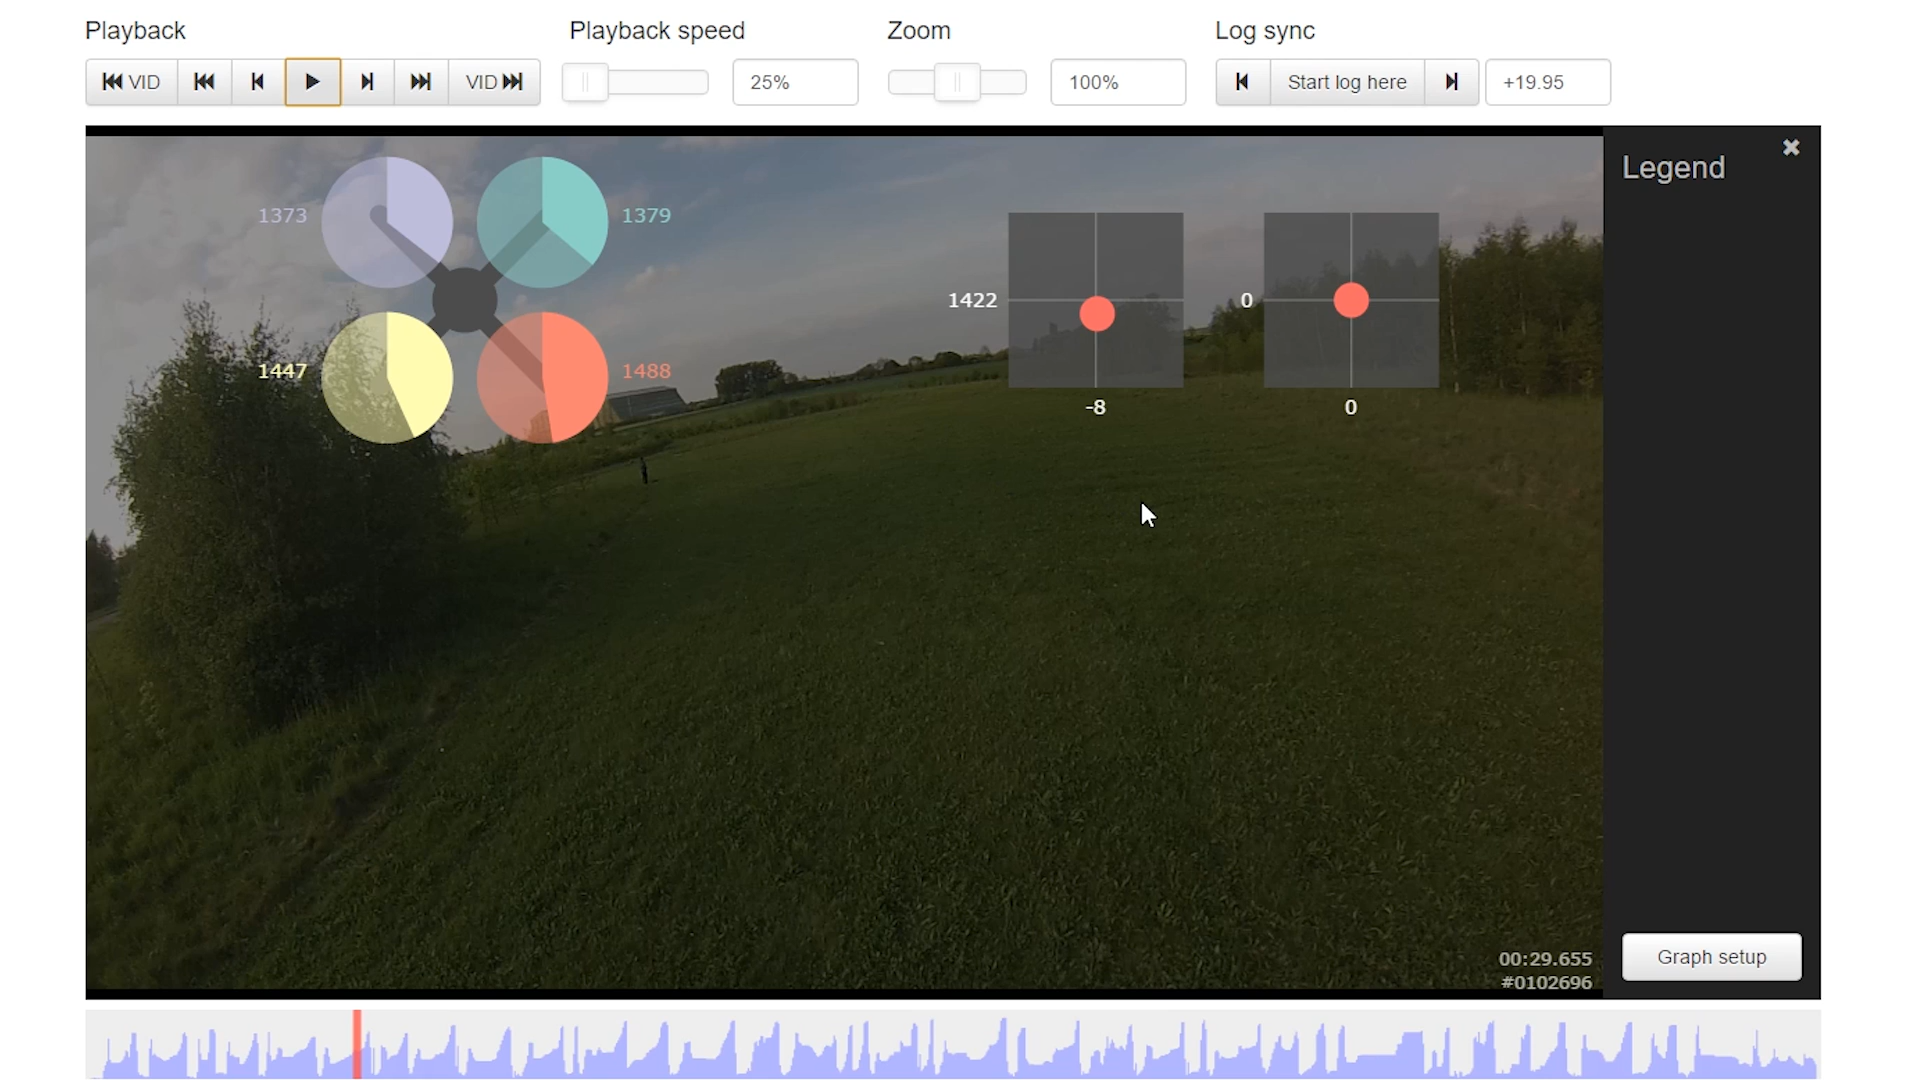 Playback
Playback speed
Zoom
Log sync
VID
VID
25%
100%
Start log here
+19.95
Legend
1373
1379
1447
1488
1422
-8
0
0
00:29.655
#0102696
Graph setup